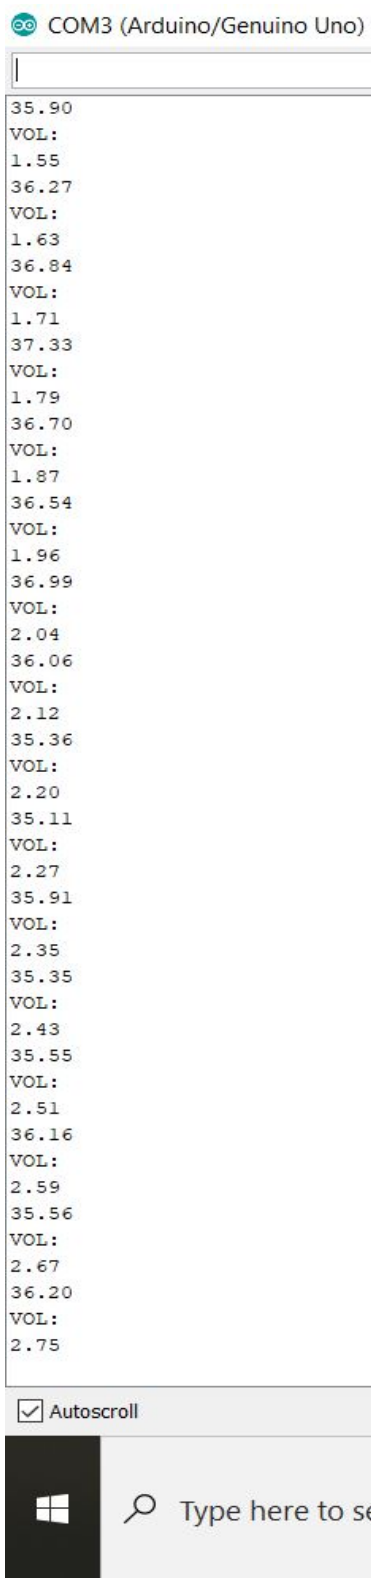 COM3 (Arduino/Genuino Uno)
35.90
VOL:
1.55
36.27
VOL:
1.63
36.84
VOL:
1.71
37.33
VOL:
1.79
36.70
VOL:
1.87
36.54
VOL:
1.96
36.99
VOL:
2.04
36.06
VOL:
2.12
35.36
VOL:
2.20
35.11
VOL:
2.27
35.91
VOL:
2.35
35.35
VOL:
2.43
35.55
VOL:
2.51
36.16
VOL:
2.59
35.56
VOL:
2.67
36.20
VOL:
2.75
Autoscroll
Type here to se